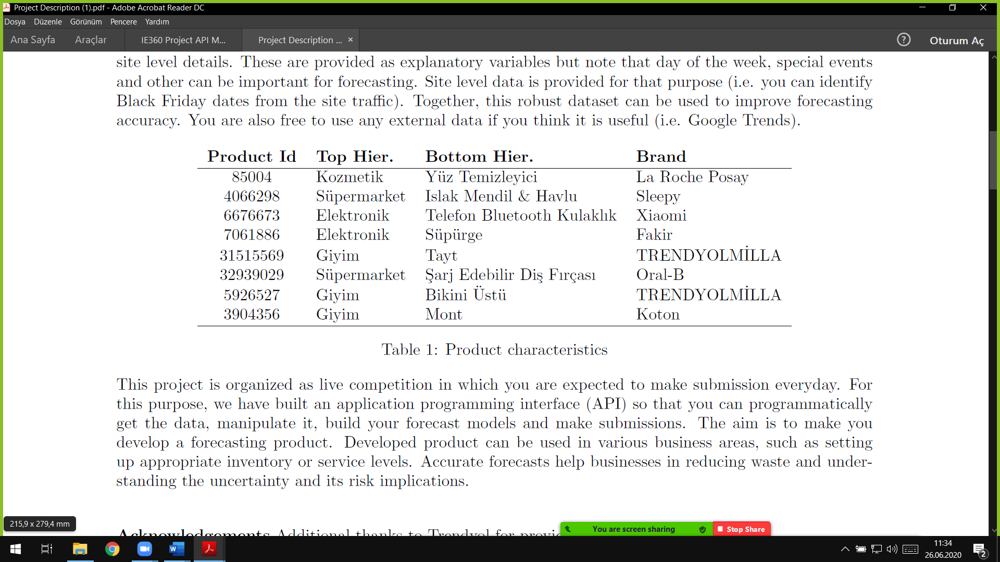 Project Description (1).pdf - Adobe Acrobat Reader DC
Dosya Düzenle Görünüm Pencere Yardım
Ana Sayfa Araçlar IE360 Project API M... Project Description ... × ? Oturum Aç
site level details. These are provided as explanatory variables but note that day of the week, special events
and other can be important for forecasting. Site level data is provided for that purpose (i.e. you can identify
Black Friday dates from the site traffic). Together, this robust dataset can be used to improve forecasting
accuracy. You are also free to use any external data if you think it is useful (i.e. Google Trends).
Product Id Top Hier. Bottom Hier. Brand
85004 Kozmetik Yüz Temizleyici La Roche Posay
4066298 Süpermarket Islak Mendil & Havlu Sleepy
6676673 Elektronik Telefon Bluetooth Kulaklık Xiaomi
7061886 Elektronik Süpürge Fakir
31515569 Giyim Tayt TRENDYOLMİLLA
32939029 Süpermarket Şarj Edebilir Diş Fırçası Oral-B
5926527 Giyim Bikini Üstü TRENDYOLMİLLA
3904356 Giyim Mont Koton
Table 1: Product characteristics
This project is organized as live competition in which you are expected to make submission everyday. For
this purpose, we have built an application programming interface (API) so that you can programmatically
get the data, manipulate it, build your forecast models and make submissions. The aim is to make you
develop a forecasting product. Developed product can be used in various business areas, such as setting
up appropriate inventory or service levels. Accurate forecasts help businesses in reducing waste and under-
standing the uncertainty and its risk implications.
215,9 x 279,4 mm
Acknowledgements Additional thanks to Trendyol for provid
You are screen sharing Stop Share
11:34
26.06.2020
2